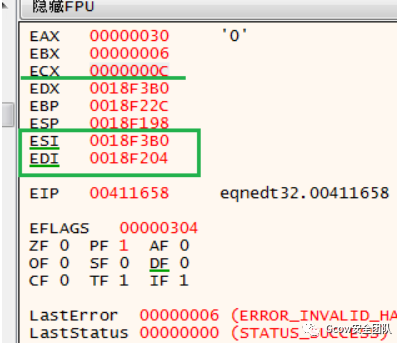 隐藏FPU
EAX 00000030 '0'
EBX 00000006
ECX 0000000C
EDX 0018F3B0
EBP 0018F22C
ESP 0018F198
ESI 0018F3B0
EDI 0018F204
EIP 00411658 eqnedt32.00411658
EFLAGS 00000304
ZF 0 PF 1 AF 0
OF 0 SF 0 DF 0
CF 0 TF 1 IF 1
LastError 00000006 (ERROR_INVALID_HA
LastStatus 00000000 (STATUS_SUCCESS)
Gcow安全团队